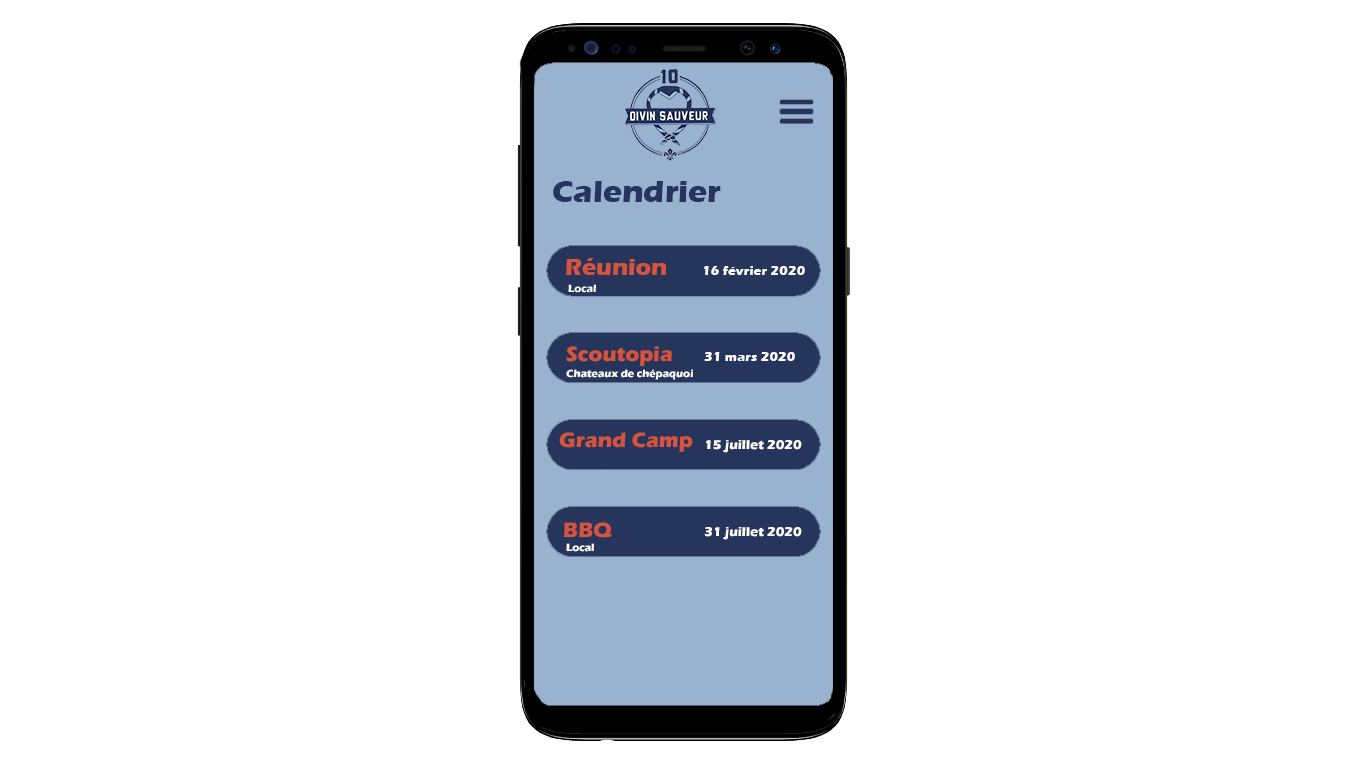 10
DIVIN SAUVEUR
Calendrier
Réunion 16 février 2020
Local
Scoutopia 31 mars 2020
Chateaux de chépaquoi
Grand Camp 15 juillet 2020
BBQ 31 juillet 2020
Local